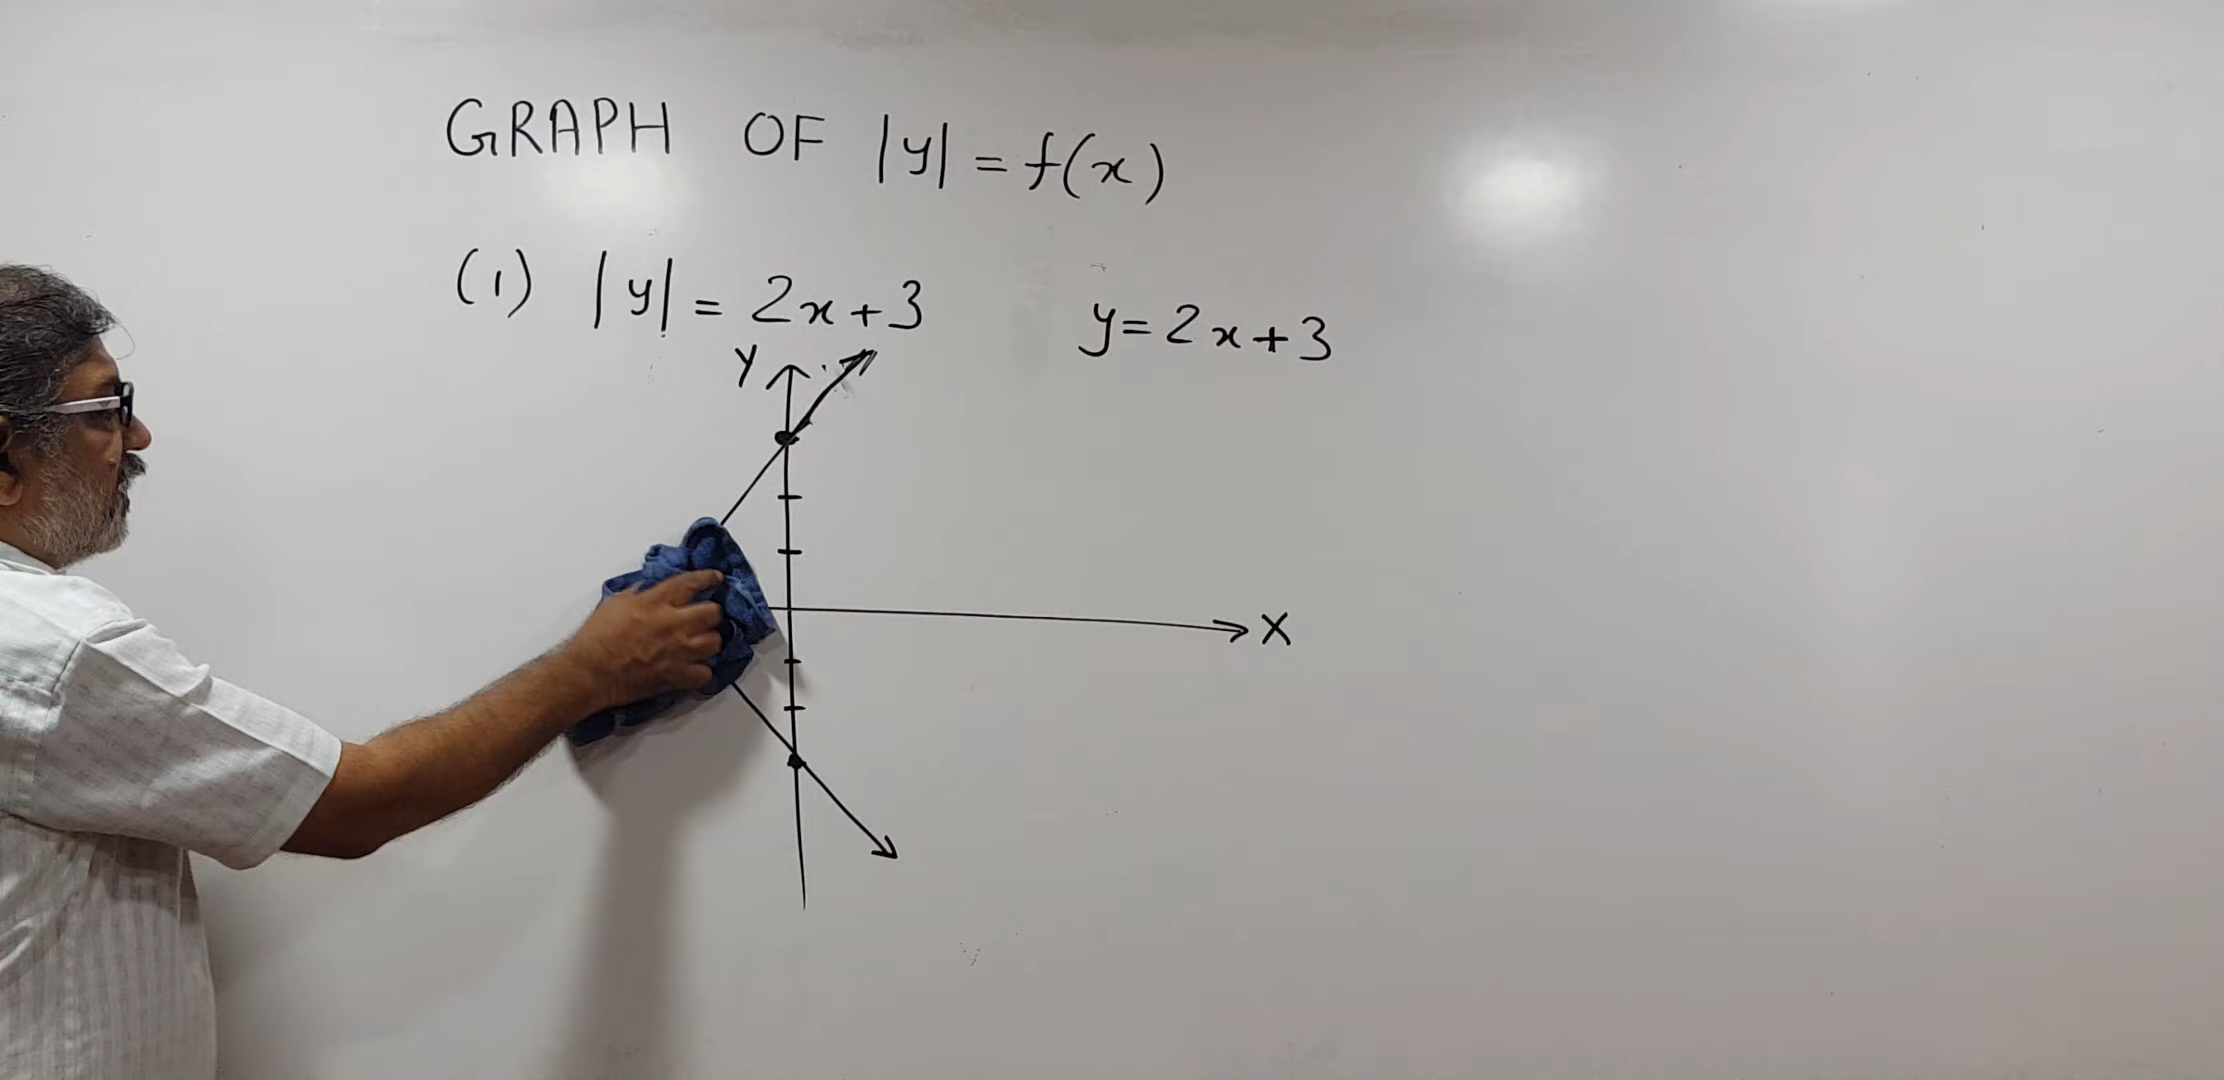 GRAPH OF |y| = f(x)
(1) |y| = 2x+3
y=2x+3
Y
X